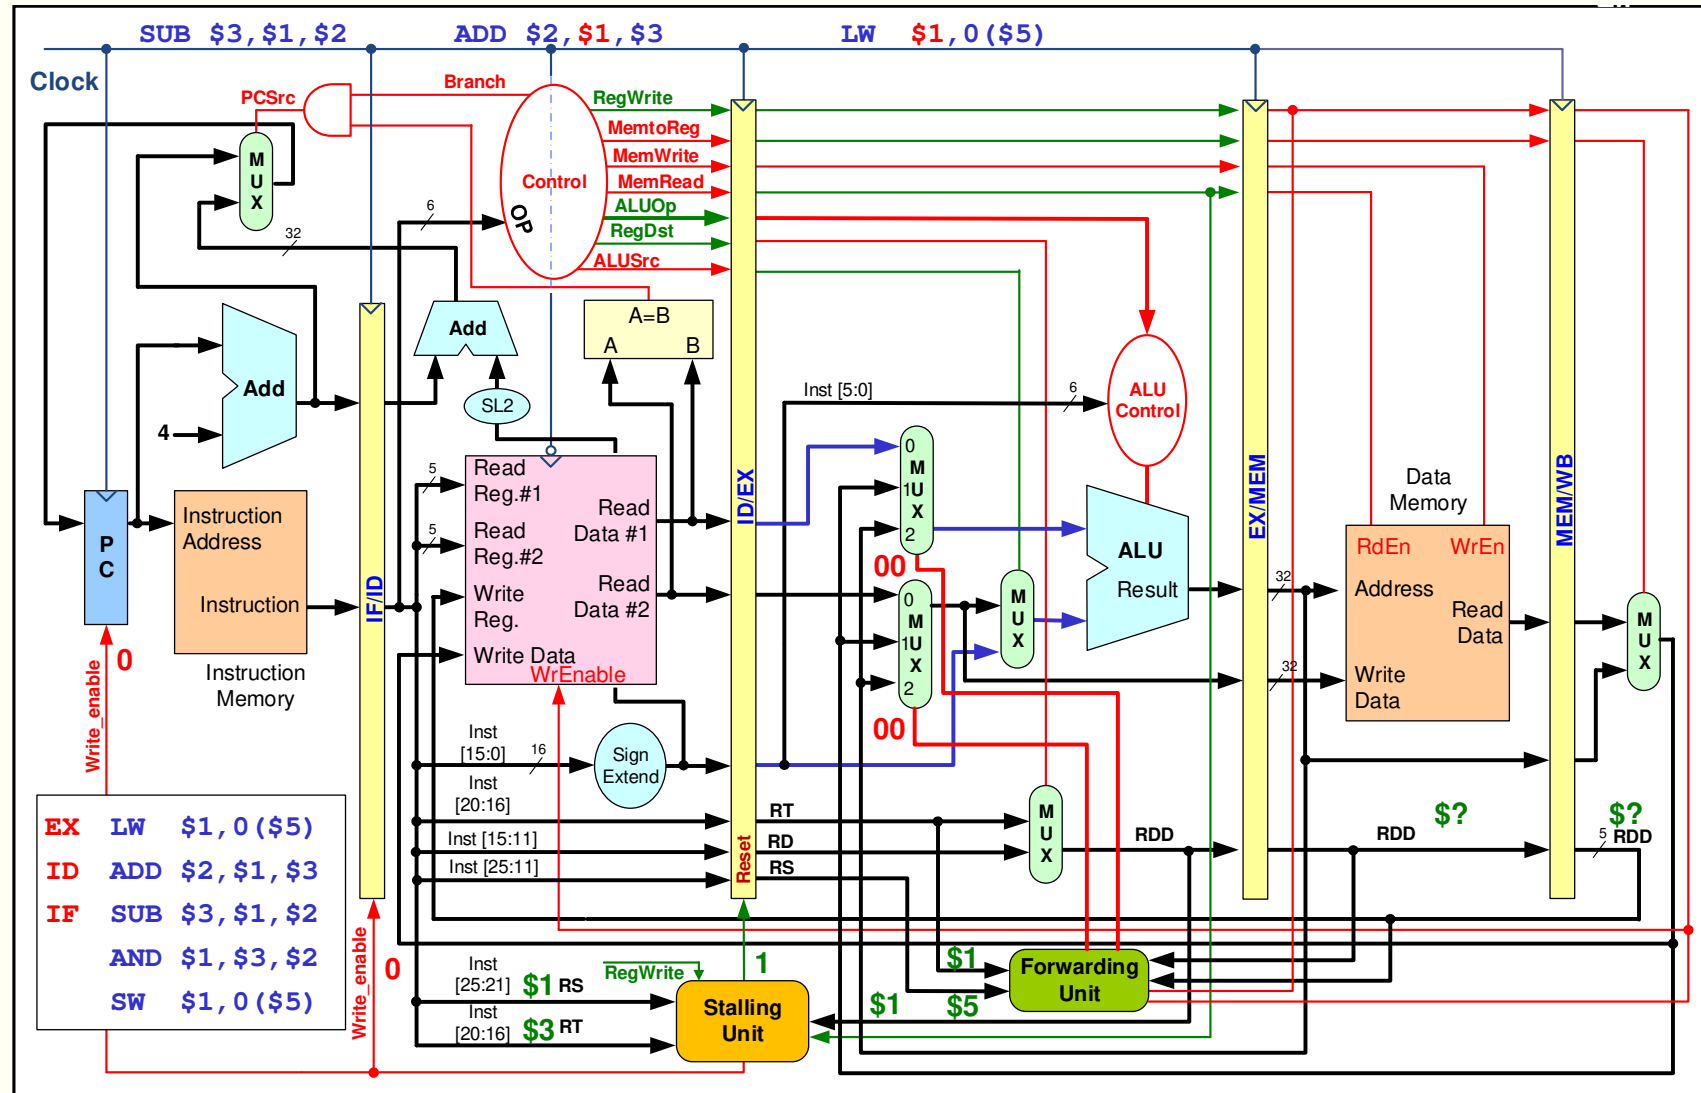 SUB $3,$1,$2
ADD $2,$1,$3
LW $1,0($5)
Clock
PCSrc
Branch
RegWrite
MemtoReg
MemWrite
MemRead
ALUOp
RegDst
ALUSrc
Control
OP
M
U
X
6
32
Add
4
Add
SL2
A=B
A
B
Inst [5:0]
6
ALU
Control
P
C
Instruction
Address
Instruction
Instruction
Memory
IF/ID
5
Read
Reg.#1
5
Read
Reg.#2
Write
Reg.
Write Data
WrEnable
Read
Data #1
Read
Data #2
ID/EX
Reset
0
M
1U
X
2
00
0
M
1U
X
2
00
M
U
X
ALU
Result
EX/MEM
32
32
Data
Memory
RdEn
WrEn
Address
Read
Data
Write
Data
MEM/WB
M
U
X
Write_enable
0
Inst
[15:0]
16
Sign
Extend
Inst
[20:16]
Inst [15:11]
Inst [25:11]
RT
RD
RS
M
U
X
RDD
RDD
$?
$?
5
RDD
EX LW $1,0($5)
ID ADD $2,$1,$3
IF SUB $3,$1,$2
AND $1,$3,$2
SW $1,0($5)
Write_enable
0
Inst
[25:21]
$1 RS
Inst
[20:16]
$3 RT
RegWrite
1
Stalling
Unit
$1
$1
$5
Forwarding
Unit